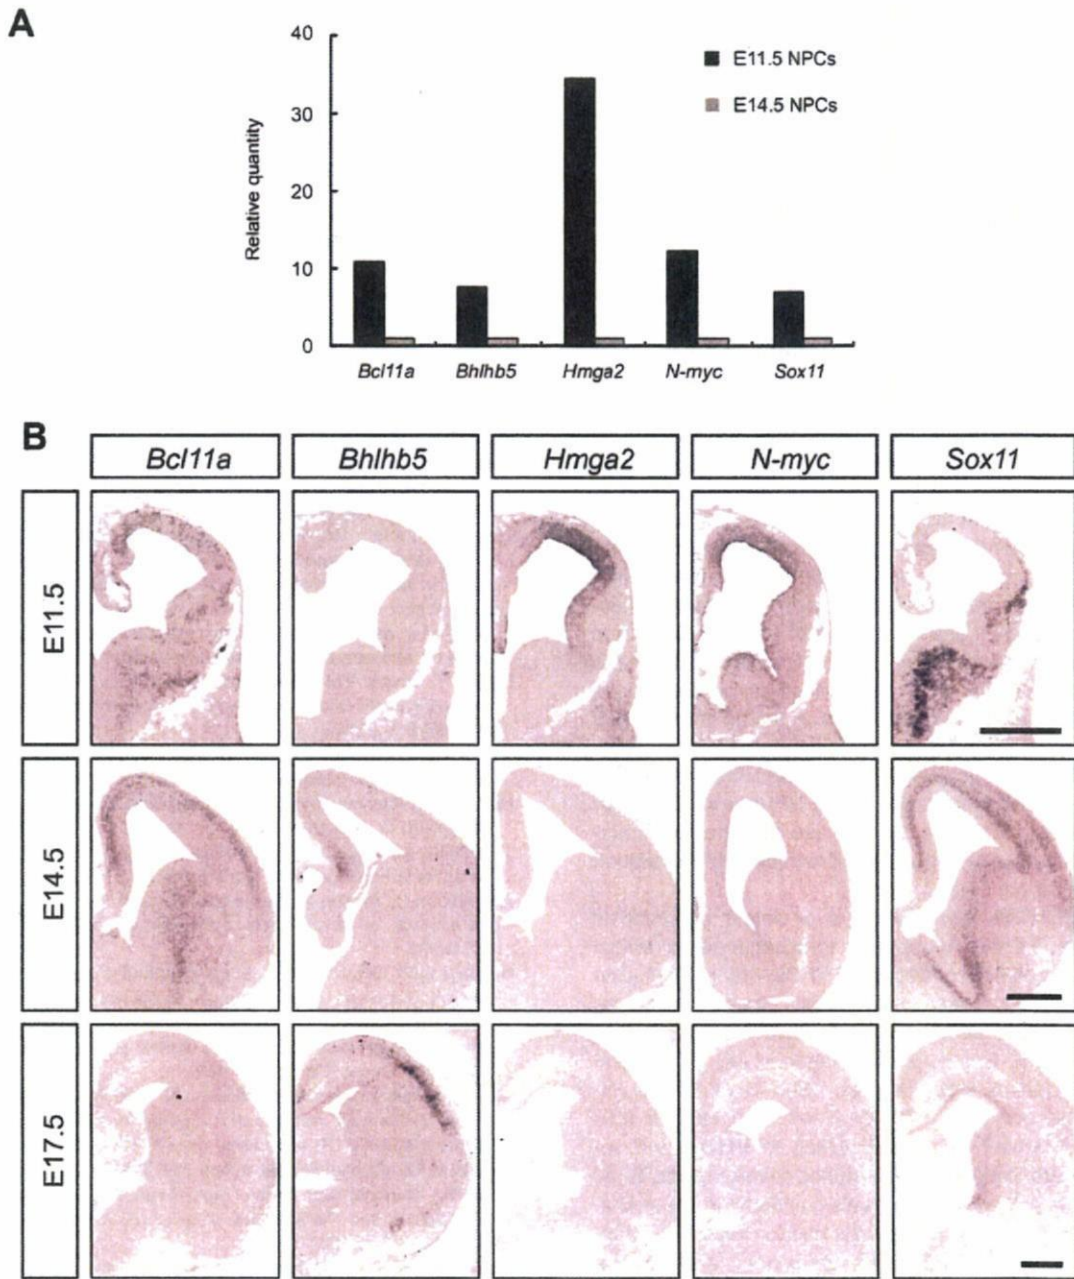 A
40
30
20
10
0
Relative quantity
E11.5 NPCs
E14.5 NPCs
Bcl11a Bhlhb5 Hmga2 N-myc Sox11
B
Bcl11a Bhlhb5 Hmga2 N-myc Sox11
E11.5
E14.5
E17.5